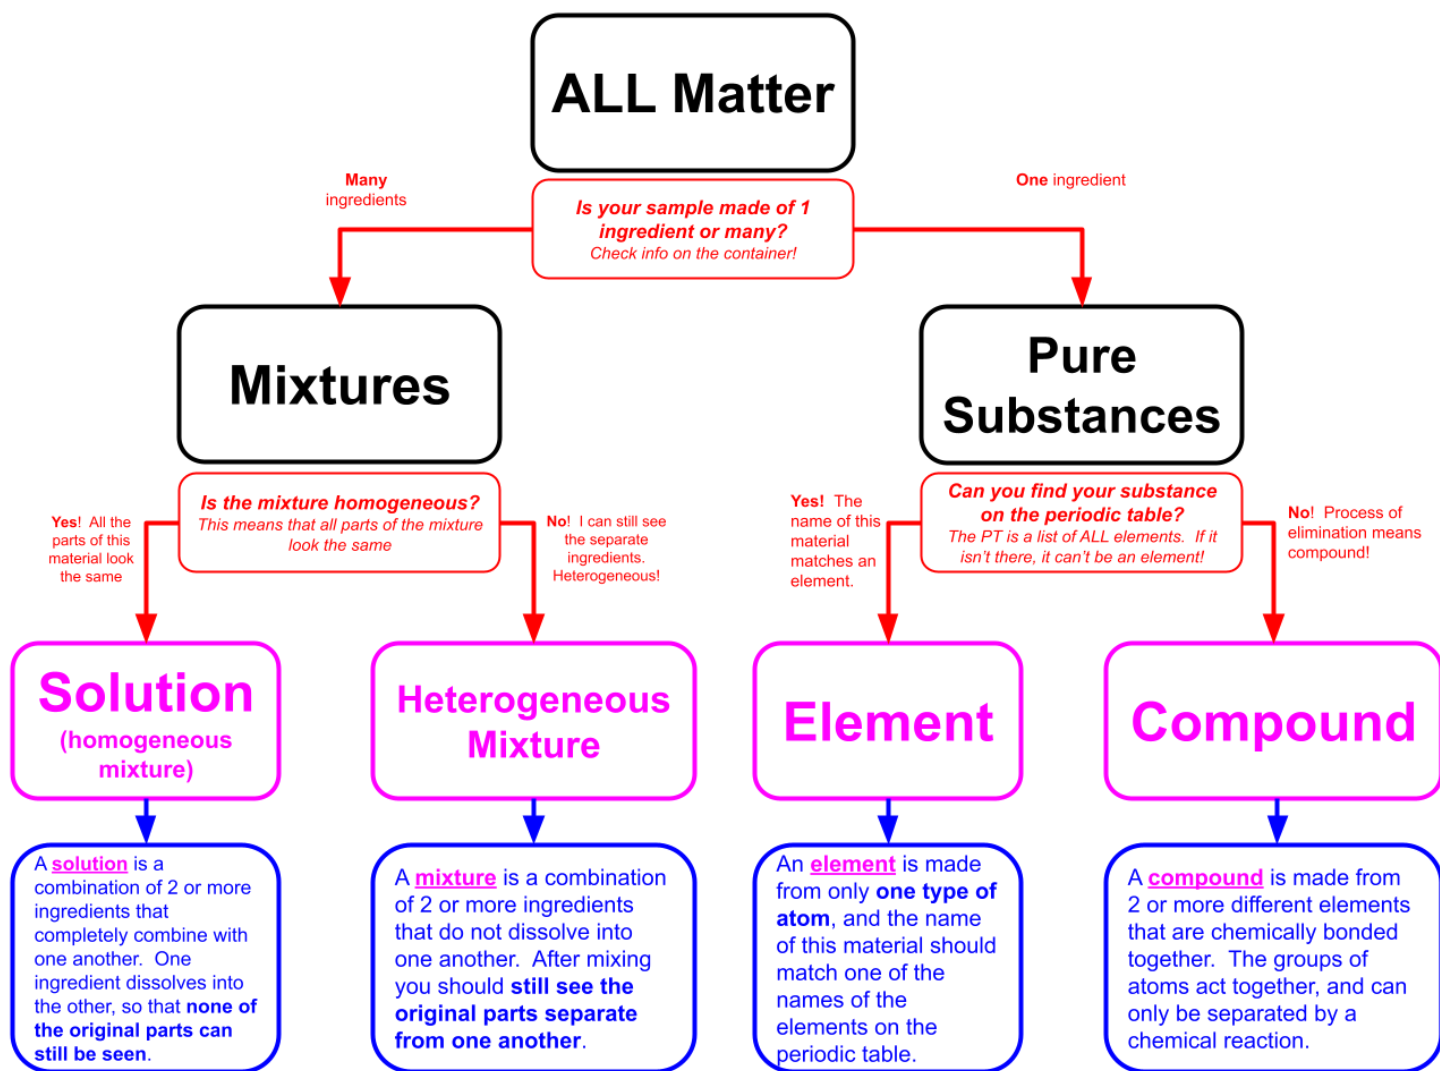 ALL Matter
Many
ingredients
Is your sample made of 1
ingredient or many?
Check info on the container!
One ingredient
Mixtures
Pure
Substances
Yes!  All the
parts of this
material look
the same
Is the mixture homogeneous?
This means that all parts of the mixture
look the same
No!  I can still see
the separate
ingredients.
Heterogeneous!
Yes!  The
name of this
material
matches an
element.
Can you find your substance
on the periodic table?
The PT is a list of ALL elements.  If it
isn't there, it can't be an element!
No!  Process of
elimination means
compound!
Solution
(homogeneous
mixture)
Heterogeneous
Mixture
Element
Compound
A solution is a
combination of 2 or more
ingredients that
completely combine with
one another.  One
ingredient dissolves into
the other, so that none of
the original parts can
still be seen.
A mixture is a combination
of 2 or more ingredients
that do not dissolve into
one another.  After mixing
you should still see the
original parts separate
from one another.
An element is made
from only one type of
atom, and the name
of this material should
match one of the
names of the
elements on the
periodic table.
A compound is made from
2 or more different elements
that are chemically bonded
together.  The groups of
atoms act together, and can
only be separated by a
chemical reaction.